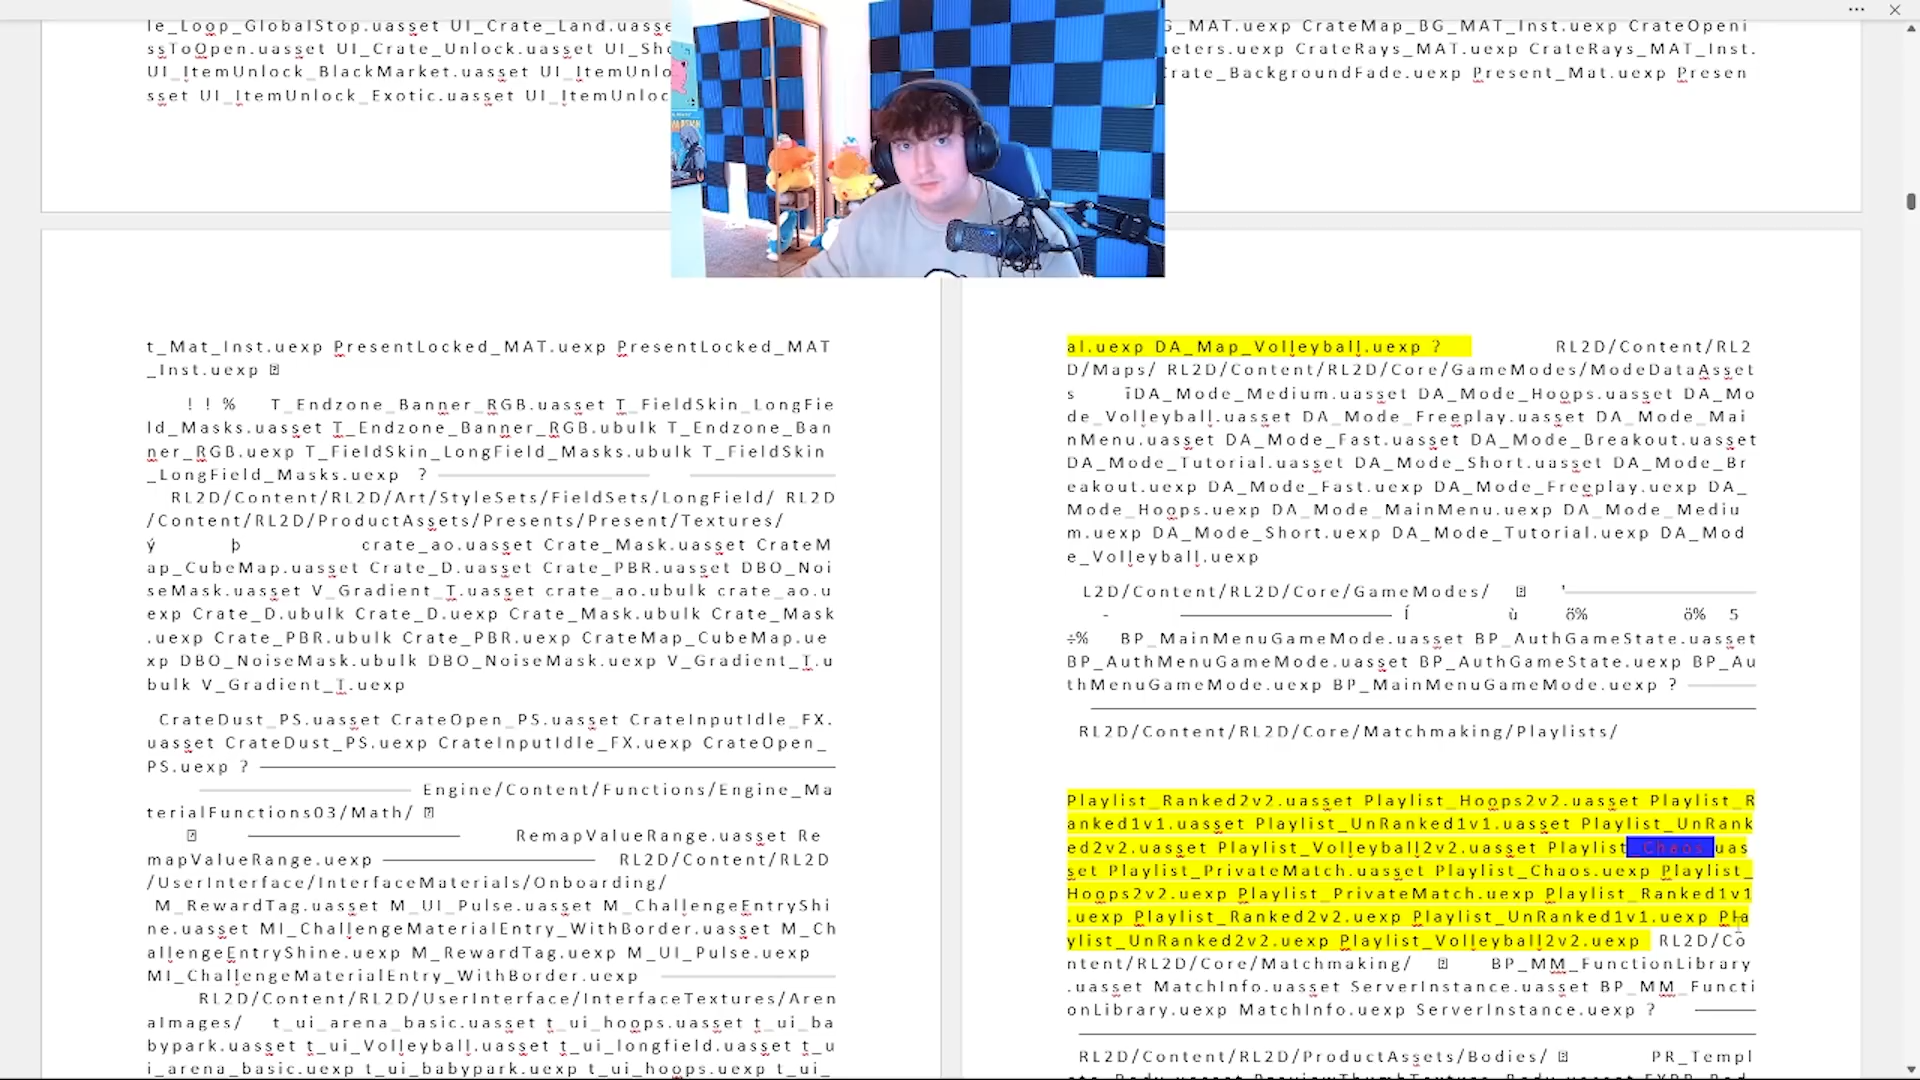 le_Loop_GlobalStop.uasset UI_Crate_Land.uasse
ssToOpen.uasset UI_Crate_Unlock.uasset UI_Sho
UI_ItemUnlock_BlackMarket.uasset UI_ItemUnlo
sset UI_ItemUnlock_Exotic.uasset UI_ItemUnloc
G_MAT.uexp CrateMap_BG_MAT_Inst.uexp CrateOpeni
eters.uexp CrateRays_MAT.uexp CrateRays_MAT_Inst.
rate_BackgroundFade.uexp Present_Mat.uexp Presen
t_Mat_Inst.uexp PresentLocked_MAT.uexp PresentLocked_MAT
_Inst.uexp
! ! % T_Endzone_Banner_RGB.uasset T_FieldSkin_LongFie
ld_Masks.uasset T_Endzone_Banner_RGB.ubulk T_Endzone_Ban
ner_RGB.uexp T_FieldSkin_LongField_Masks.ubulk T_FieldSkin
_LongField_Masks.uexp ?
RL2D/Content/RL2D/Art/StyleSets/FieldSets/LongField/ RL2D
/Content/RL2D/ProductAssets/Presents/Present/Textures/
ý þ crate_ao.uasset Crate_Mask.uasset CrateM
ap_CubeMap.uasset Crate_D.uasset Crate_PBR.uasset DBO_Noi
seMask.uasset V_Gradient_T.uasset crate_ao.ubulk crate_ao.u
exp Crate_D.ubulk Crate_D.uexp Crate_Mask.ubulk Crate_Mask
.uexp Crate_PBR.ubulk Crate_PBR.uexp CrateMap_CubeMap.ue
xp DBO_NoiseMask.ubulk DBO_NoiseMask.uexp V_Gradient_T.u
bulk V_Gradient_T.uexp
CrateDust_PS.uasset CrateOpen_PS.uasset CrateInputIdle_FX.
uasset CrateDust_PS.uexp CrateInputIdle_FX.uexp CrateOpen_
PS.uexp ?
Engine/Content/Functions/Engine_Ma
terialFunctions03/Math/
RemapValueRange.uasset Re
mapValueRange.uexp RL2D/Content/RL2D
/UserInterface/InterfaceMaterials/Onboarding/
M_RewardTag.uasset M_UI_Pulse.uasset M_ChallengeEntryShi
ne.uasset MI_ChallengeMaterialEntry_WithBorder.uasset M_Ch
allengeEntryShine.uexp M_RewardTag.uexp M_UI_Pulse.uexp
MI_ChallengeMaterialEntry_WithBorder.uexp
RL2D/Content/RL2D/UserInterface/InterfaceTextures/Aren
aImages/ t_ui_arena_basic.uasset t_ui_hoops.uasset t_ui_ba
bypark.uasset t_ui_Volleyball.uasset t_ui_longfield.uasset t_u
i_arena_basic.uexp t_ui_babypark.uexp t_ui_hoops.uexp t_ui_
al.uexp DA_Map_Volleyball.uexp ? RL2D/Content/RL2
D/Maps/ RL2D/Content/RL2D/Core/GameModes/ModeDataAsset
s ïDA_Mode_Medium.uasset DA_Mode_Hoops.uasset DA_Mo
de_Volleyball.uasset DA_Mode_Freeplay.uasset DA_Mode_Mai
nMenu.uasset DA_Mode_Fast.uasset DA_Mode_Breakout.uasset
DA_Mode_Tutorial.uasset DA_Mode_Short.uasset DA_Mode_Br
eakout.uexp DA_Mode_Fast.uexp DA_Mode_Freeplay.uexp DA_
Mode_Hoops.uexp DA_Mode_MainMenu.uexp DA_Mode_Mediu
m.uexp DA_Mode_Short.uexp DA_Mode_Tutorial.uexp DA_Mod
e_Volleyball.uexp
L2D/Content/RL2D/Core/GameModes/ '
- Í ù ö% ö% 5
÷% BP_MainMenuGameMode.uasset BP_AuthGameState.uasset
BP_AuthMenuGameMode.uasset BP_AuthGameState.uexp BP_Au
thMenuGameMode.uexp BP_MainMenuGameMode.uexp ?
RL2D/Content/RL2D/Core/Matchmaking/Playlists/
Playlist_Ranked2v2.uasset Playlist_Hoops2v2.uasset Playlist_R
anked1v1.uasset Playlist_UnRanked1v1.uasset Playlist_UnRank
ed2v2.uasset Playlist_Volleyball2v2.uasset Playlist_Chaos.uas
set Playlist_PrivateMatch.uasset Playlist_Chaos.uexp Playlist_
Hoops2v2.uexp Playlist_PrivateMatch.uexp Playlist_Ranked1v1
.uexp Playlist_Ranked2v2.uexp Playlist_UnRanked1v1.uexp Pla
ylist_UnRanked2v2.uexp Playlist_Volleyball2v2.uexp RL2D/Co
ntent/RL2D/Core/Matchmaking/ BP_MM_FunctionLibrary
.uasset MatchInfo.uasset ServerInstance.uasset BP_MM_Functi
onLibrary.uexp MatchInfo.uexp ServerInstance.uexp ?
RL2D/Content/RL2D/ProductAssets/Bodies/ PR_Templ